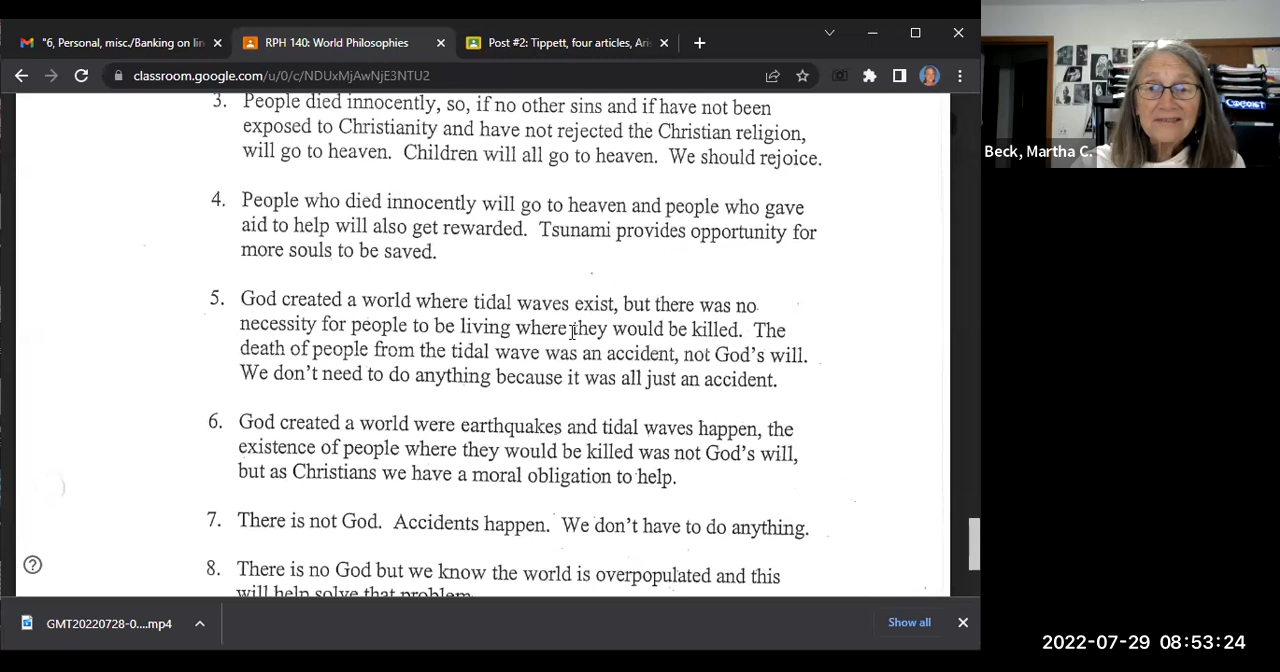 "6, Personal, misc./Banking on lin
RPH 140: World Philosophies
Post #2: Tippett, four articles, Ari
classroom.google.com/u/0/c/NDUxMjAwNjE3NTU2
3. People died innocently, so, if no other sins and if have not been
exposed to Christianity and have not rejected the Christian religion,
will go to heaven. Children will all go to heaven. We should rejoice.
4. People who died innocently will go to heaven and people who gave
aid to help will also get rewarded. Tsunami provides opportunity for
more souls to be saved.
5. God created a world where tidal waves exist, but there was no
necessity for people to be living where they would be killed. The
death of people from the tidal wave was an accident, not God's will.
We don't need to do anything because it was all just an accident.
6. God created a world were earthquakes and tidal waves happen, the
existence of people where they would be killed was not God's will,
but as Christians we have a moral obligation to help.
7. There is not God. Accidents happen. We don't have to do anything.
8. There is no God but we know the world is overpopulated and this
will help solve that problem
GMT20220728-0....mp4
Show all
Beck, Martha C.
2022-07-29 08:53:24